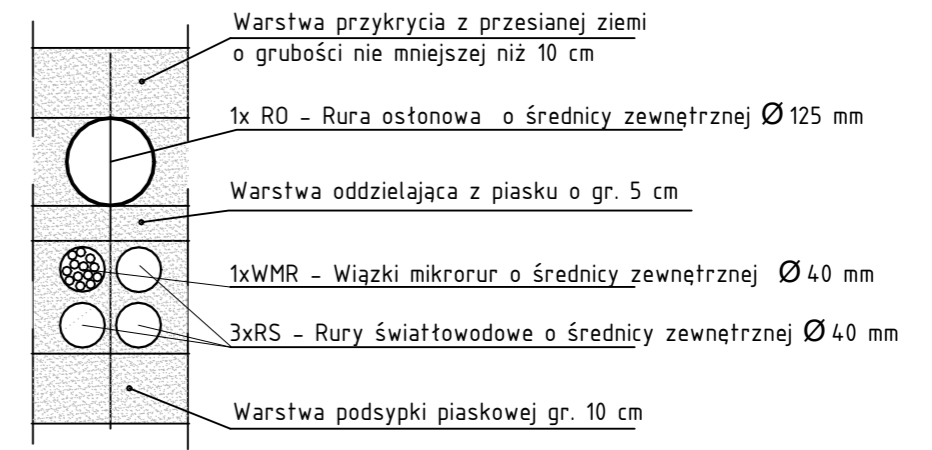 Warstwa przykrycia z przesianej ziemi
o grubości nie mniejszej niż 10 cm
1x RO – Rura osłonowa o średnicy zewnętrznej Ø 125 mm
Warstwa oddzielająca z piasku o gr. 5 cm
1xWMR – Wiązki mikrorur o średnicy zewnętrznej Ø 40 mm
3xRS – Rury światłowodowe o średnicy zewnętrznej Ø 40 mm
Warstwa podsypki piaskowej gr. 10 cm